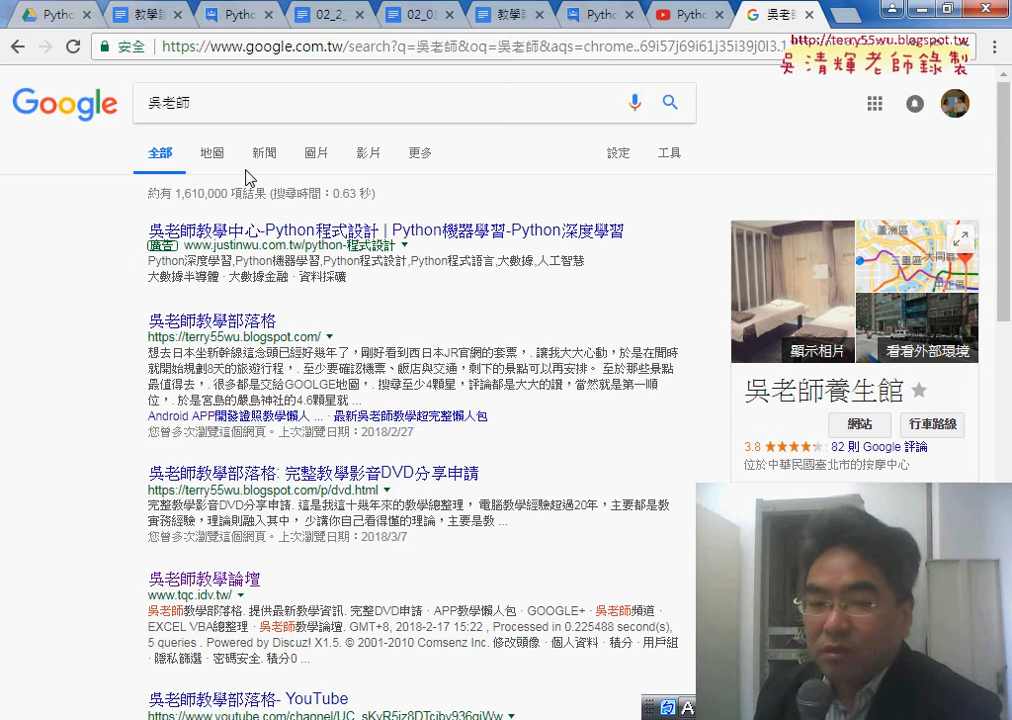 Pytho
教學
Pytho
02_2_
02_03
教學
Pytho
Pytho
吳老
安全 https://www.google.com.tw/search?q=吳老師&oq=吳老師&aqs=chrome..69i57j69i61j35i39j0l3.1
http://terry55wu.blogspot.tw
吳清輝老師錄製
Google
吳老師
全部 地圖 新聞 圖片 影片 更多 設定 工具
約有 1,610,000 項結果 (搜尋時間：0.63 秒)
吳老師教學中心-Python程式設計 | Python機器學習-Python深度學習
廣告 www.justinwu.com.tw/python-程式設計
Python深度學習,Python機器學習,Python程式設計,Python程式語言,大數據,人工智慧
大數據半導體 · 大數據金融 · 資料採礦
吳老師教學部落格
https://terry55wu.blogspot.com/
想去日本坐新幹線這念頭已經好幾年了，剛好看到西日本JR官網的套票，. 讓我大大心動，於是在開時
就開始規劃8天的旅遊行程，. 至少要確認機票、飯店與交通，剩下的景點可以再安排。 至於那些景點
最值得去，. 很多都是交給GOOLGE地圖，. 搜尋至少4顆星，評論都是大大的讚，當然就是第一順
位，. 於是宮島的嚴島神社的4.6顆星就 ...
Android APP開發證照教學懶人 ... · 最新吳老師教學超完整懶人包
您曾多次瀏覽這個網頁。上次瀏覽日期：2018/2/27
吳老師教學部落格: 完整教學影音DVD分享申請
https://terry55wu.blogspot.com/p/dvd.html
完整教學影音DVD分享申請. 這是我這十幾年來的教學總整理， 電腦教學經驗超過20年，主要都是教
實務經驗，理論則融入其中， 少講你自己看得懂的理論，主要是教 ...
您曾多次瀏覽這個網頁。上次瀏覽日期：2018/3/7
吳老師教學論壇
www.tqc.idv.tw/
吳老師教學部落格. 提供最新教學資訊. 完整DVD申請 · APP教學懶人包 · GOOGLE+ · 吳老師頻道 ·
EXCEL VBA總整理 · 吳老師教學論壇. GMT+8, 2018-2-17 15:22 , Processed in 0.225488 second(s),
5 queries . Powered by Discuz! X1.5. © 2001-2010 Comsenz Inc. 修改頭像 · 個人資料 · 積分 · 用戶組
· 隱私篩選 · 密碼安全. 積分0 ...
吳老師教學部落格- YouTube
蘆洲區
三重區
大同區
中正區
顯示相片
看看外部環境
吳老師養生館
網站 行車路線
3.8 82 則 Google 評論
位於中華民國臺北市的按摩中心
A